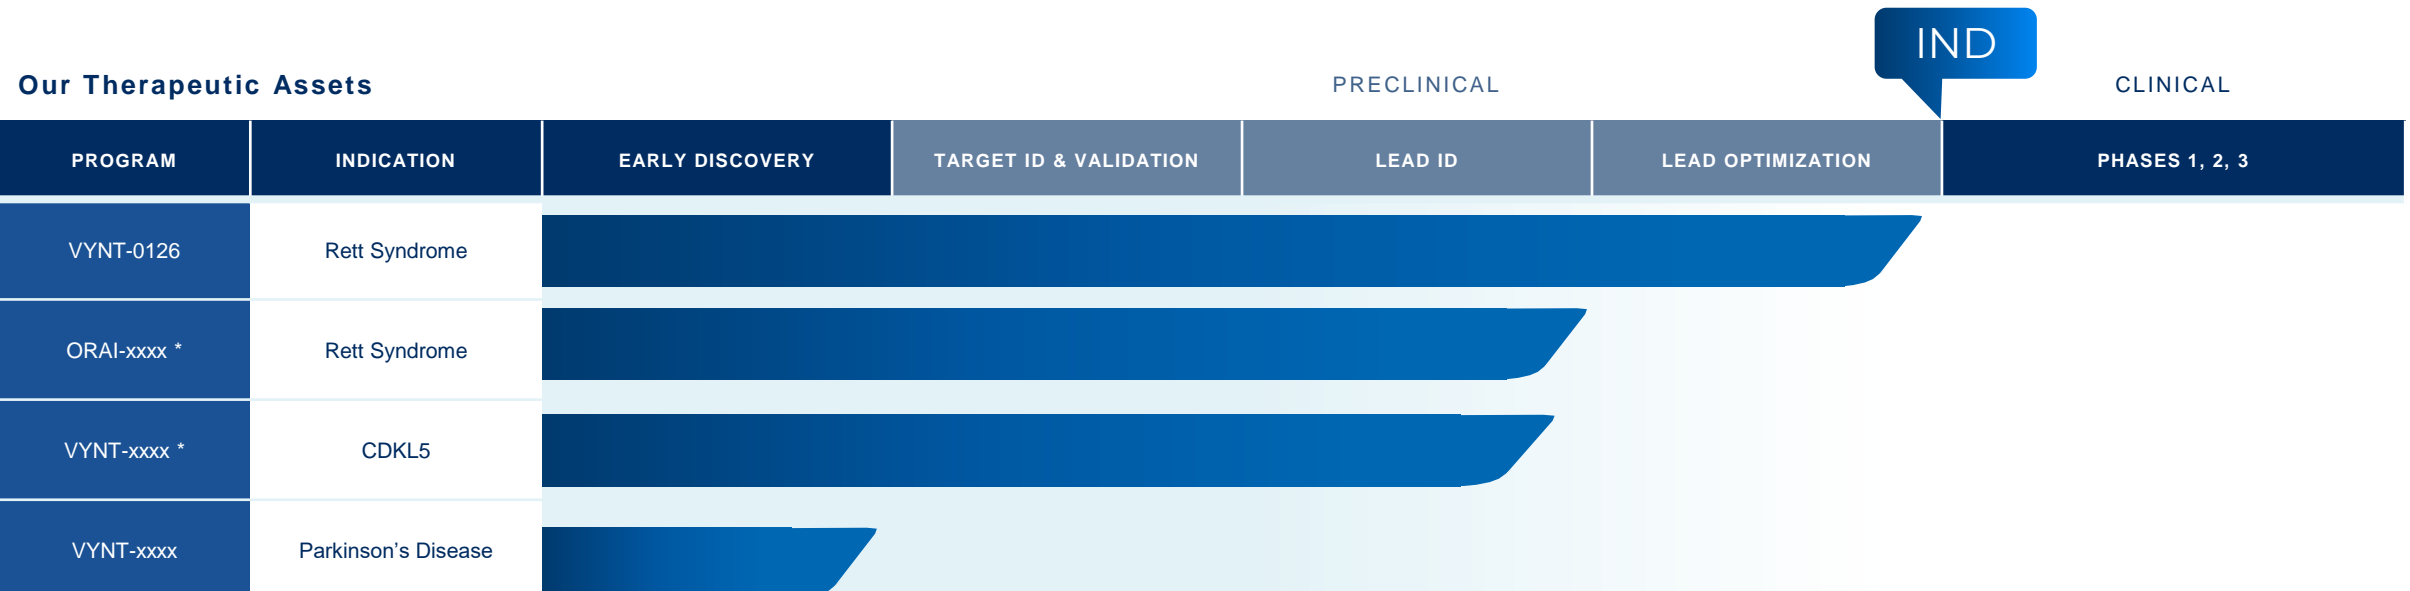 IND
Our Therapeutic Assets
PRECLINICAL
CLINICAL
PROGRAM
INDICATION
EARLY DISCOVERY
TARGET ID & VALIDATION
LEAD ID
LEAD OPTIMIZATION
PHASES 1, 2, 3
VYNT-0126
Rett Syndrome
ORAI-xxxx *
Rett Syndrome
VYNT-xxxx *
CDKL5
VYNT-xxxx
Parkinson’s Disease